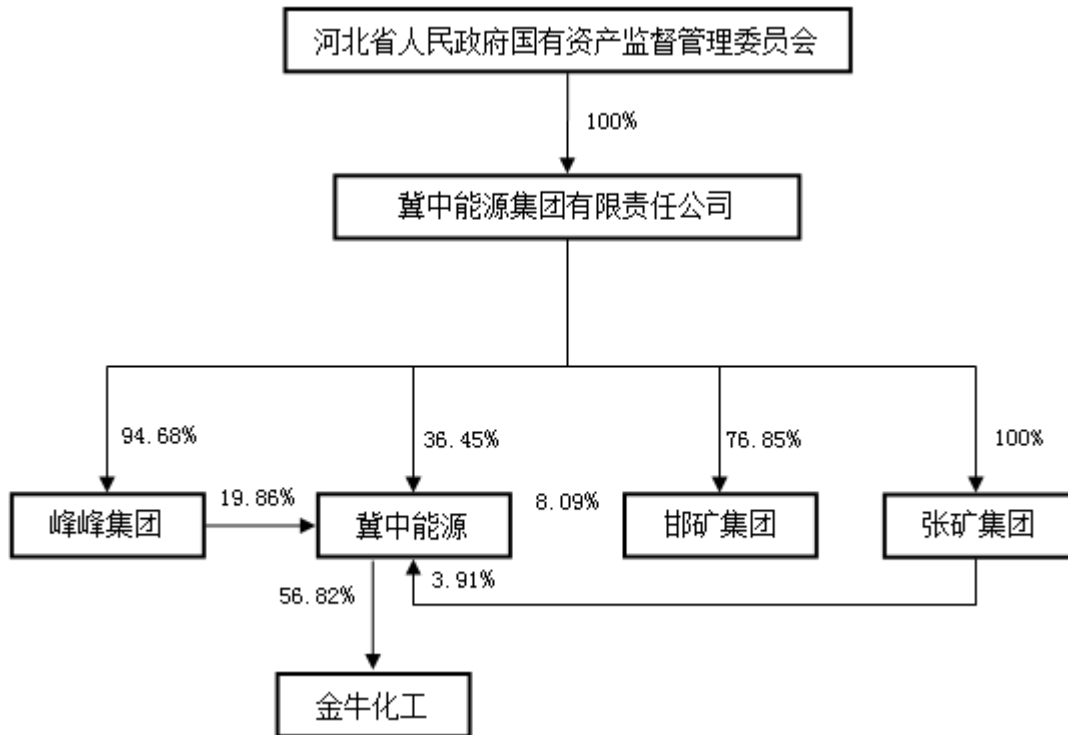 河北省人民政府国有资产监督管理委员会
100%
冀中能源集团有限责任公司
94.68%
36.45%
76.85%
100%
19.86%
8.09%
峰峰集团
冀中能源
邯矿集团
张矿集团
56.82%
3.91%
金牛化工